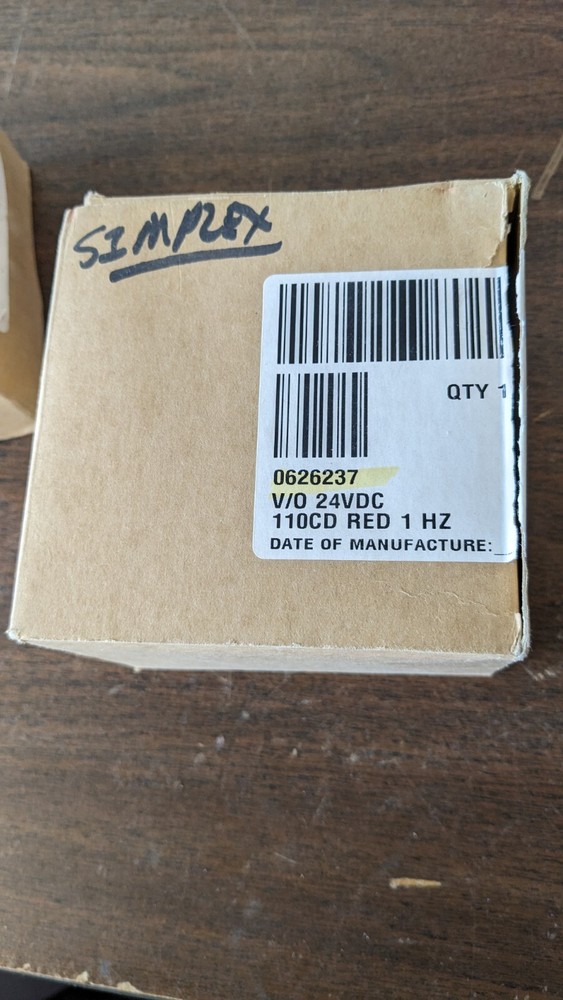 SIMPLEX
QTY 1
0626237
V/O 24VDC
110CD RED 1 HZ
DATE OF MANUFACTURE: